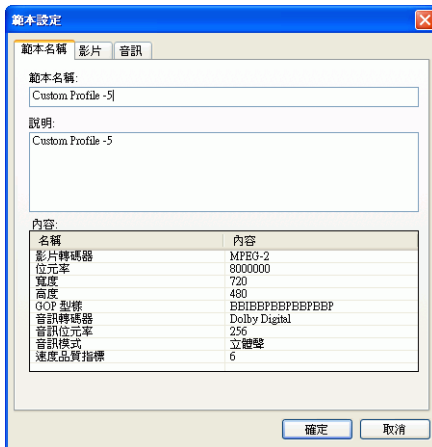 範本設定
範本名稱 影片 音訊
範本名稱:
Custom Profile -5
說明:
Custom Profile -5
內容:
名稱 內容
影片轉碼器 MPEG-2
位元率 8000000
寬度 720
高度 480
GOP 型樣 BBIBBPBBPBBPBBP
音訊轉碼器 Dolby Digital
音訊位元率 256
音訊模式 立體聲
速度品質指標 6
確定 取消